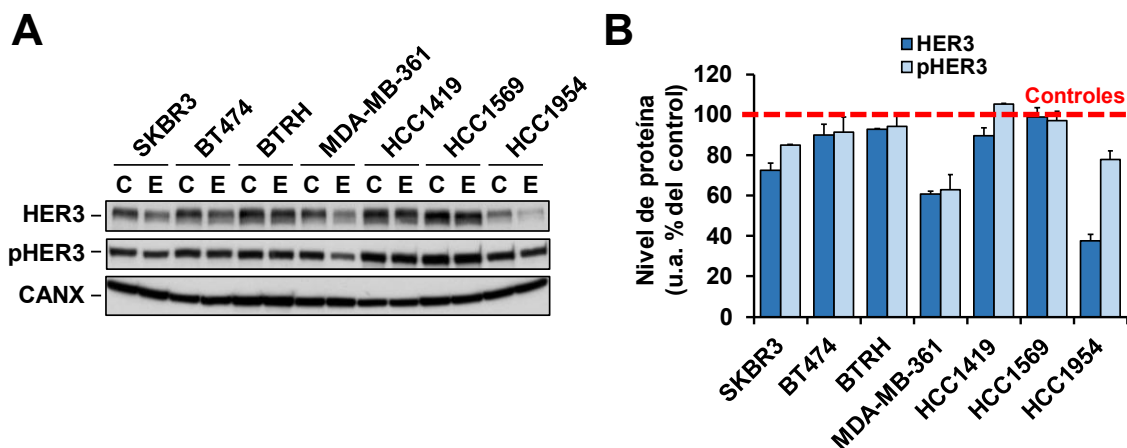 A
SKBR3 BT474 BTRH MDA-MB-361 HCC1419 HCC1569 HCC1954
C E C E C E C E C E C E C E
HER3 –
pHER3 –
CANX –
B
HER3
pHER3
Controles
Nivel de proteína
(u.a. % del control)
120
100
80
60
40
20
0
SKBR3 BT474 BTRH MDA-MB-361 HCC1419 HCC1569 HCC1954